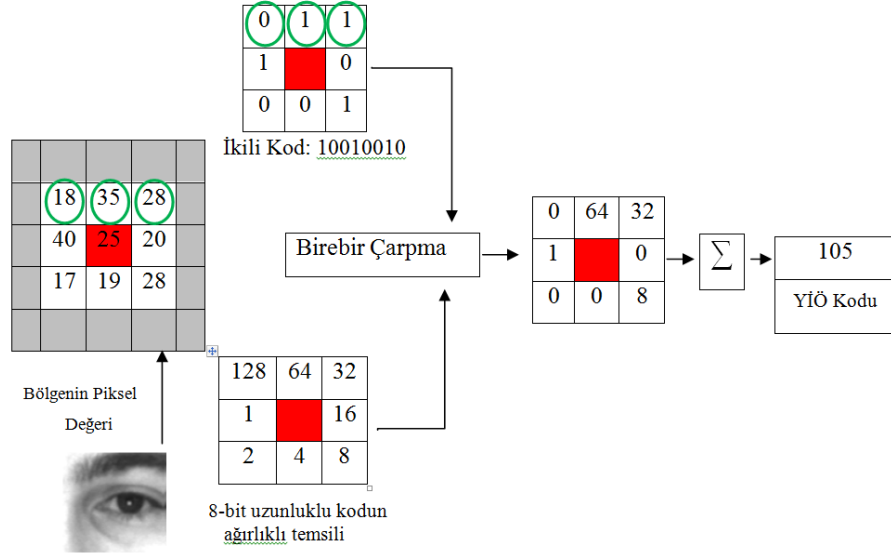 0 1 1
1 0
0 0 1
İkili Kod: 10010010
18 35 28
40 25 20
17 19 28
Bölgenin Piksel
Değeri
128 64 32
1 16
2 4 8
8-bit uzunluklu kodun
ağırlıklı temsili
Birebir Çarpma
0 64 32
1 0
0 0 8
∑
105
YİÖ Kodu